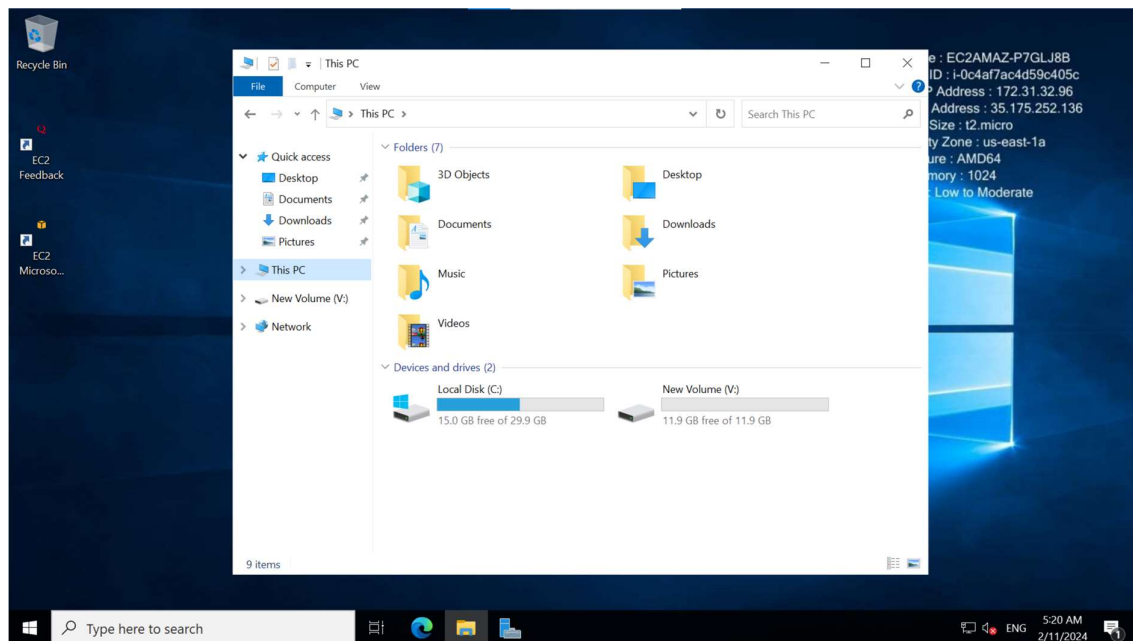 Recycle Bin
EC2
Feedback
EC2
Microso...
This PC
File Computer View
This PC
Search This PC
Quick access
Desktop
Documents
Downloads
Pictures
This PC
New Volume (V:)
Network
Folders (7)
3D Objects
Desktop
Documents
Downloads
Music
Pictures
Videos
Devices and drives (2)
Local Disk (C:)
15.0 GB free of 29.9 GB
New Volume (V:)
11.9 GB free of 11.9 GB
9 items
e : EC2AMAZ-P7GLJ8B
ID : i-0c4af7ac4d59c405c
P Address : 172.31.32.96
Address : 35.175.252.136
Size : t2.micro
ty Zone : us-east-1a
ure : AMD64
mory : 1024
: Low to Moderate
Type here to search
ENG
5:20 AM
2/11/2024
1